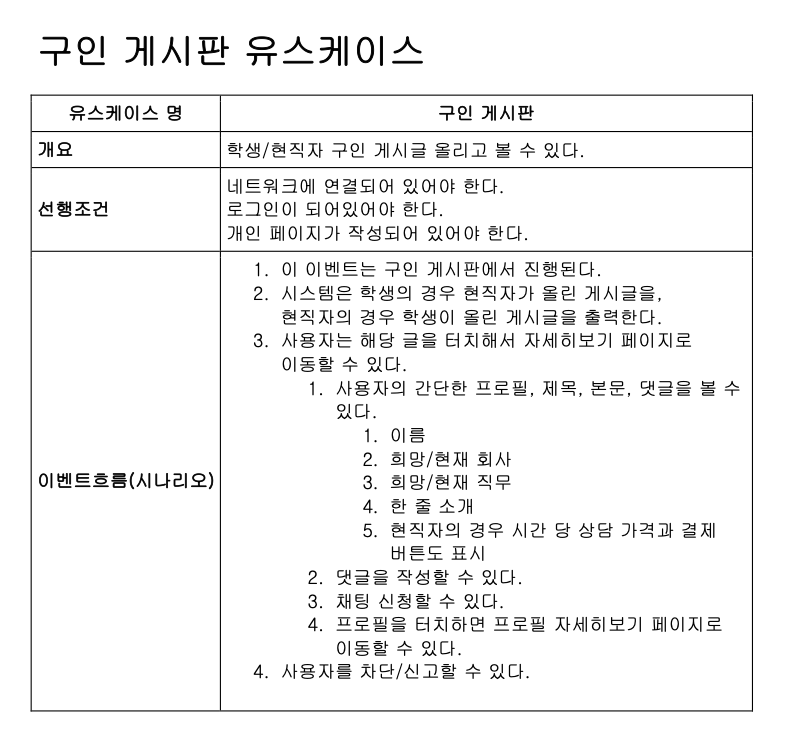 구인 게시판 유스케이스
유스케이스 명
구인 게시판
개요
학생/현직자 구인 게시글 올리고 볼 수 있다.
선행조건
네트워크에 연결되어 있어야 한다.
로그인이 되어있어야 한다.
개인 페이지가 작성되어 있어야 한다.
이벤트흐름(시나리오)
1. 이 이벤트는 구인 게시판에서 진행된다.
2. 시스템은 학생의 경우 현직자가 올린 게시글을,
현직자의 경우 학생이 올린 게시글을 출력한다.
3. 사용자는 해당 글을 터치해서 자세히보기 페이지로
이동할 수 있다.
1. 사용자의 간단한 프로필, 제목, 본문, 댓글을 볼 수
있다.
1. 이름
2. 희망/현재 회사
3. 희망/현재 직무
4. 한 줄 소개
5. 현직자의 경우 시간 당 상담 가격과 결제
버튼도 표시
2. 댓글을 작성할 수 있다.
3. 채팅 신청할 수 있다.
4. 프로필을 터치하면 프로필 자세히보기 페이지로
이동할 수 있다.
4. 사용자를 차단/신고할 수 있다.